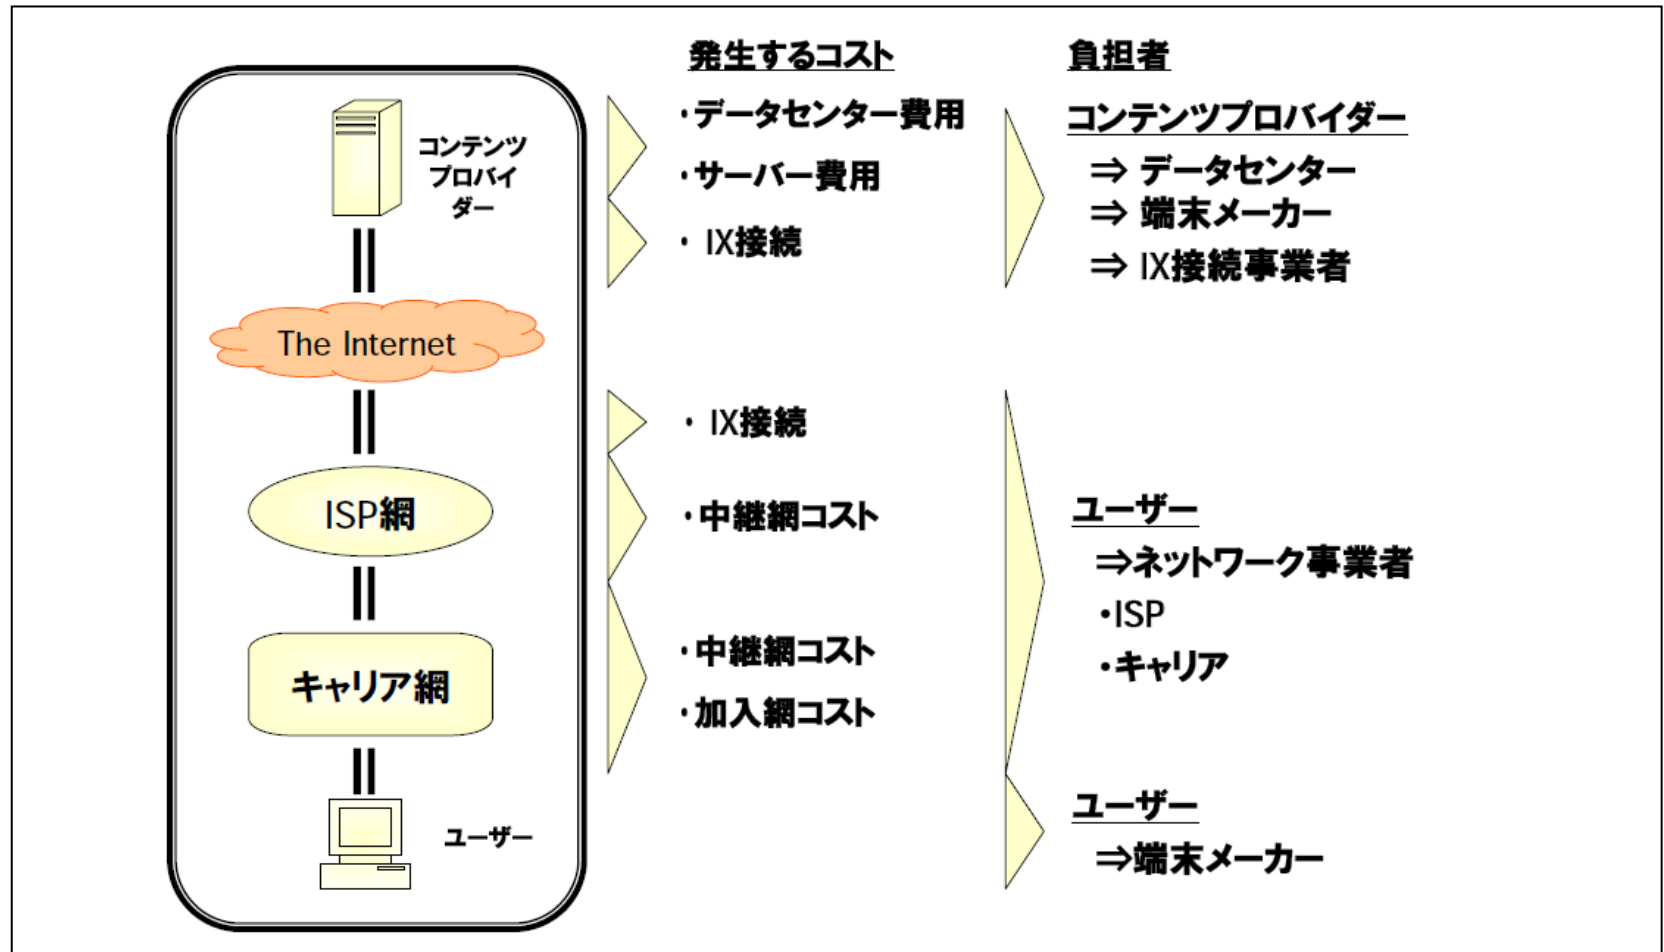 発生するコスト
負担者
コンテンツ
プロバイ
ダー
・データセンター費用
・サーバー費用
・IX接続
コンテンツプロバイダー
⇒ データセンター
⇒ 端末メーカー
⇒ IX接続事業者
The Internet
・IX接続
ISP網
・中継網コスト
ユーザー
⇒ネットワーク事業者
・ISP
・キャリア
キャリア網
・中継網コスト
・加入網コスト
ユーザー
ユーザー
⇒端末メーカー